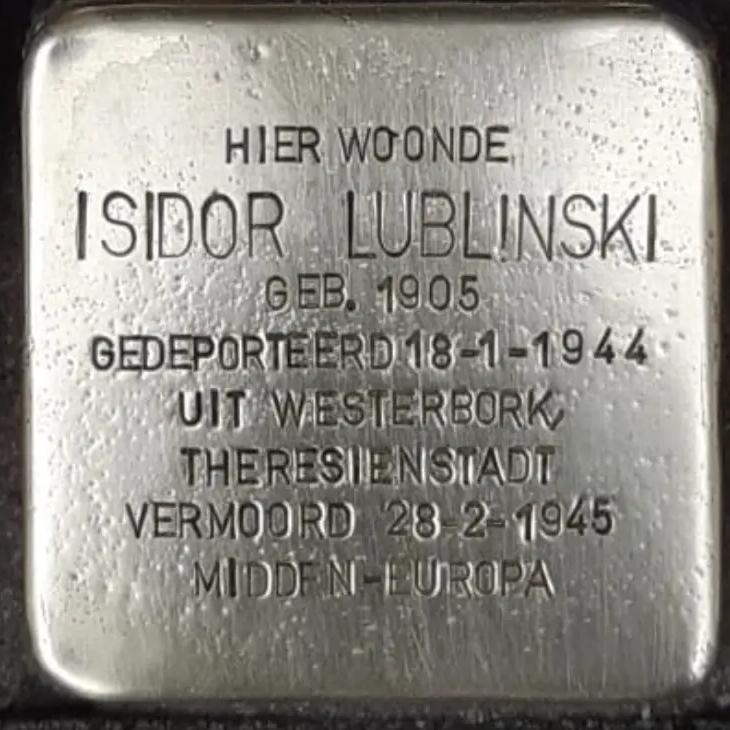 HIER WOONDE
ISIDOR LUBLINSKI
GEB. 1905
GEDEPORTEERD 18-1-1944
UIT WESTERBORK,
THERESIENSTADT
VERMOORD 28-2-1945
MIDDEN-EUROPA